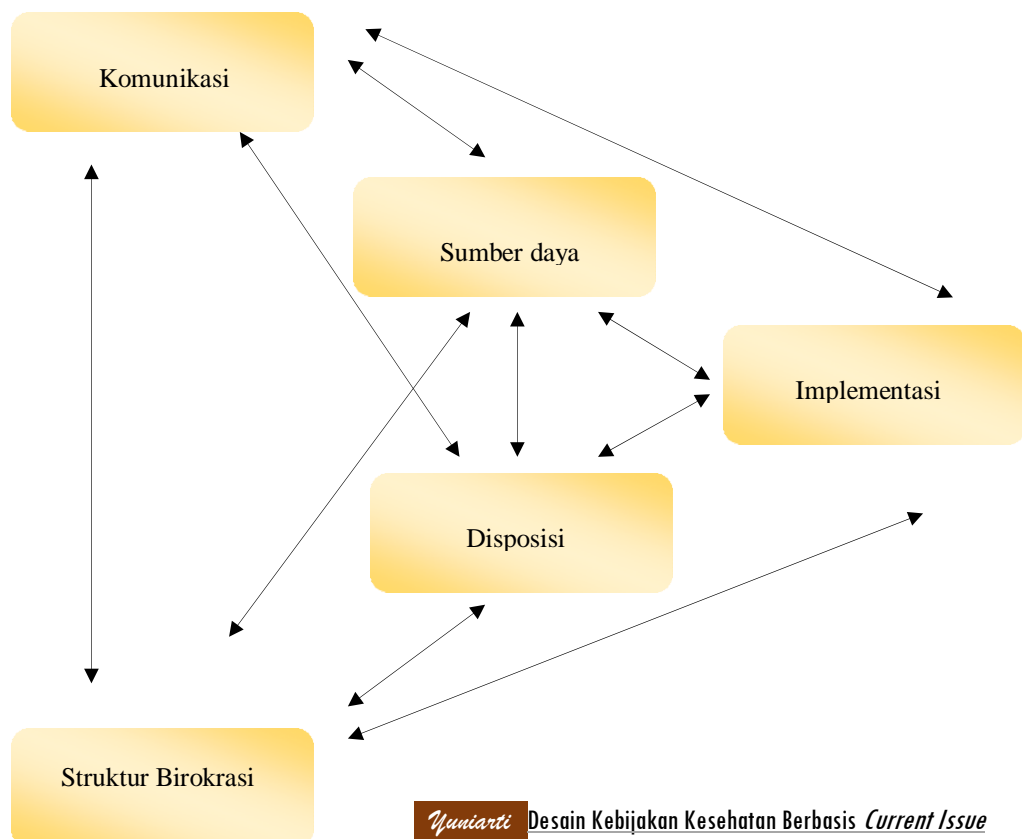 Komunikasi
Sumber daya
Implementasi
Disposisi
Struktur Birokrasi
Yuniarti Desain Kebijakan Kesehatan Berbasis Current Issue